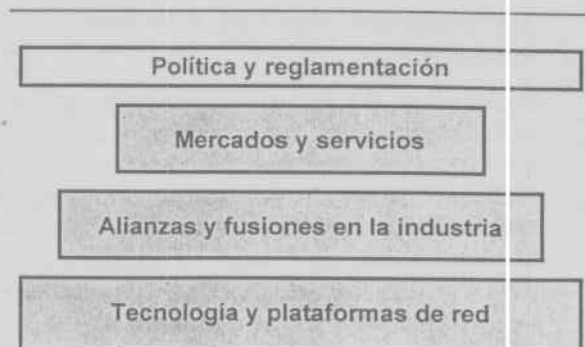 Política y reglamentación
Mercados y servicios
Alianzas y fusiones en la industria
Tecnología y plataformas de red